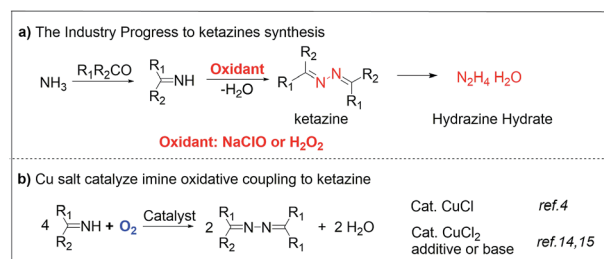 a) The Industry Progress to ketazines synthesis
NH3 R1R2CO R1 R2 NH Oxidant -H2O R2 R1 N N R2 R1 N2H4 H2O
ketazine Hydrazine Hydrate
Oxidant: NaClO or H2O2
b) Cu salt catalyze imine oxidative coupling to ketazine
4 R1 R2 NH + O2 Catalyst 2 R1 R2 N-N R1 R1 + 2 H2O
Cat. CuCl ref.4
Cat. CuCl2 ref.14,15
additive or base